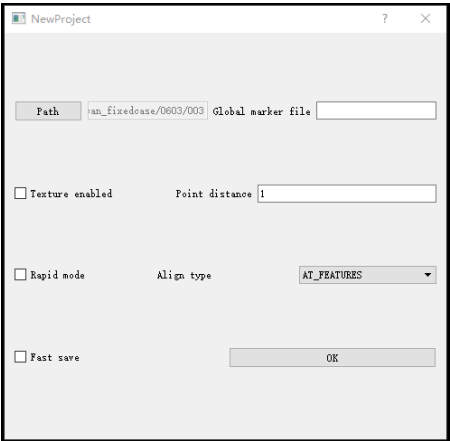 NewProject
Path
an_fixedcase/0603/003
Global marker file
Texture enabled
Point distance
1
Rapid mode
Align type
AT_FEATURES
Fast save
OK